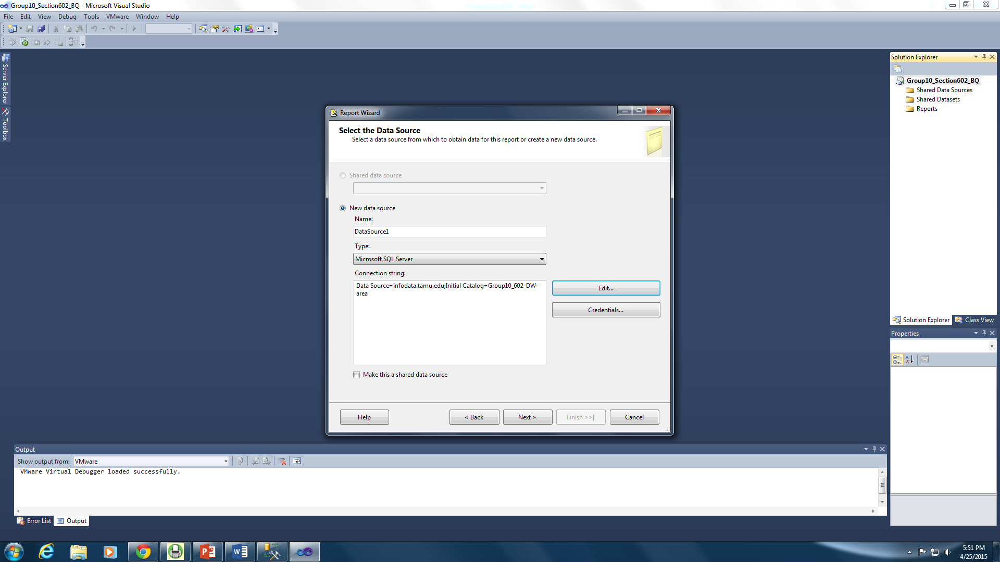 Group10_Section602_BQ - Microsoft Visual Studio
File Edit View Debug Tools VMware Window Help
Server Explorer
Toolbox
Solution Explorer
Group10_Section602_BQ
Shared Data Sources
Shared Datasets
Reports
Solution Explorer
Class View
Properties
Report Wizard
Select the Data Source
Select a data source from which to obtain data for this report or create a new data source.
Shared data source
New data source
Name:
DataSource1
Type:
Microsoft SQL Server
Connection string:
Data Source=infodata.tamu.edu;Initial Catalog=Group10_602-DW-
area
Edit...
Credentials...
Make this a shared data source
Help
< Back
Next >
Finish >>|
Cancel
Output
Show output from: VMware
VMware Virtual Debugger loaded successfully.
Error List
Output
5:51 PM
4/25/2015